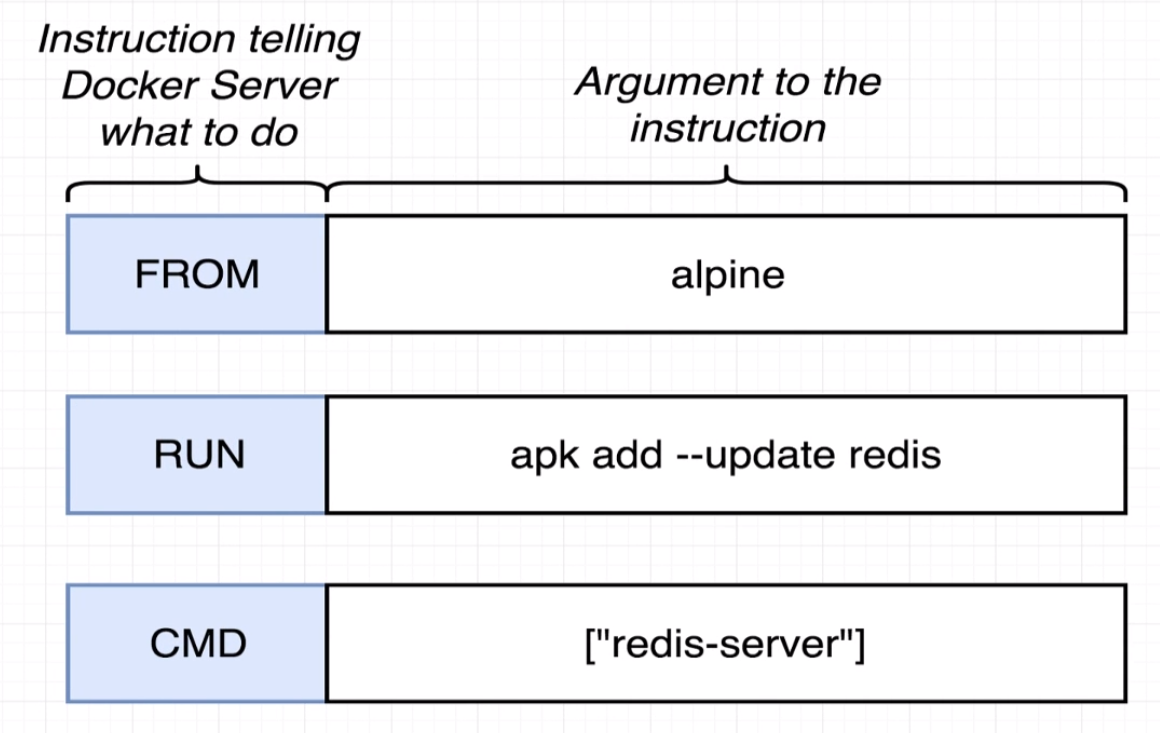 Instruction telling
Docker Server
what to do
Argument to the
instruction
FROM
alpine
RUN
apk add --update redis
CMD
["redis-server"]